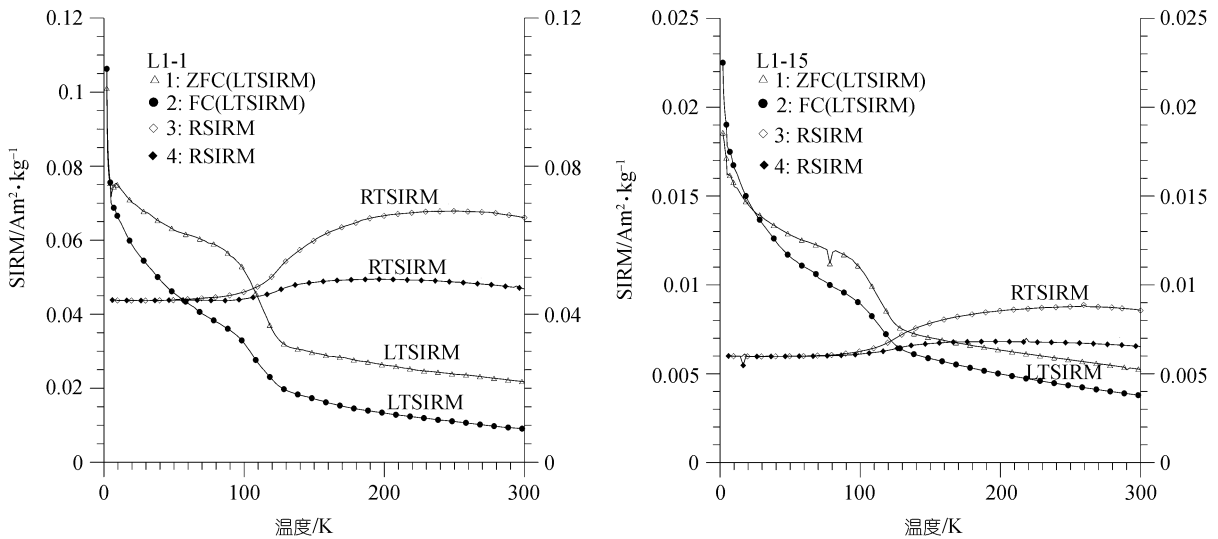 0.12
0.1
0.08
0.06
0.04
0.02
0
SIRM/Am²·kg⁻¹
L1-1
1: ZFC(LTSIRM)
2: FC(LTSIRM)
3: RSIRM
4: RSIRM
RTSIRM
RTSIRM
LTSIRM
LTSIRM
0.12
0.08
0.04
0
0
100
200
300
温度/K
0.025
0.020
0.015
0.010
0.005
0
SIRM/Am²·kg⁻¹
L1-15
1: ZFC(LTSIRM)
2: FC(LTSIRM)
3: RSIRM
4: RSIRM
RTSIRM
LTSIRM
0.025
0.020
0.015
0.010
0.005
0
0
100
200
300
温度/K